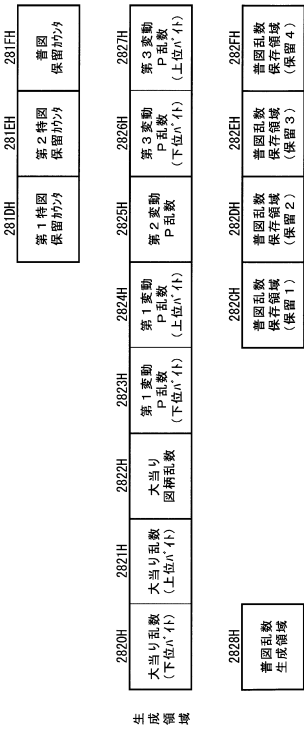 281DH
第１特図
保留ｶｳﾝﾀ
281EH
第２特図
保留ｶｳﾝﾀ
281FH
普図
保留ｶｳﾝﾀ
生成領域
2820H
大当り乱数
(下位ﾊﾞｲﾄ)
2821H
大当り乱数
(上位ﾊﾞｲﾄ)
2822H
大当り
図柄乱数
2823H
第１変動
Ｐ乱数
(下位ﾊﾞｲﾄ)
2824H
第１変動
Ｐ乱数
(上位ﾊﾞｲﾄ)
2825H
第２変動
Ｐ乱数
2826H
第３変動
Ｐ乱数
(下位ﾊﾞｲﾄ)
2827H
第３変動
Ｐ乱数
(上位ﾊﾞｲﾄ)
2828H
普図乱数
生成領域
282CH
普図乱数
保存領域
(保留１)
282DH
普図乱数
保存領域
(保留２)
282EH
普図乱数
保存領域
(保留３)
282FH
普図乱数
保存領域
(保留４)